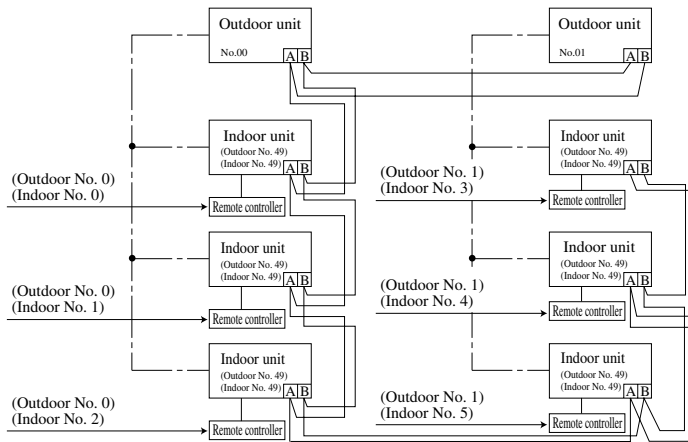 Outdoor unit
No.00
A B
Outdoor unit
No.01
A B
Indoor unit
(Outdoor No. 49)
(Indoor No. 49)
A B
(Outdoor No. 0)
(Indoor No. 0)
Remote controller
Indoor unit
(Outdoor No. 49)
(Indoor No. 49)
A B
(Outdoor No. 1)
(Indoor No. 3)
Remote controller
Indoor unit
(Outdoor No. 49)
(Indoor No. 49)
A B
(Outdoor No. 0)
(Indoor No. 1)
Remote controller
Indoor unit
(Outdoor No. 49)
(Indoor No. 49)
A B
(Outdoor No. 1)
(Indoor No. 4)
Remote controller
Indoor unit
(Outdoor No. 49)
(Indoor No. 49)
A B
(Outdoor No. 0)
(Indoor No. 2)
Remote controller
Indoor unit
(Outdoor No. 49)
(Indoor No. 49)
A B
(Outdoor No. 1)
(Indoor No. 5)
Remote controller